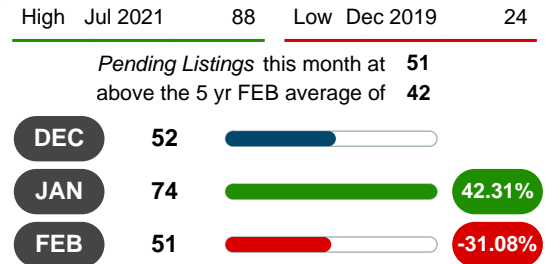 High Jul 2021 88 Low Dec 2019 24
Pending Listings this month at 51
above the 5 yr FEB average of 42
DEC 52
JAN 74 42.31%
FEB 51 -31.08%